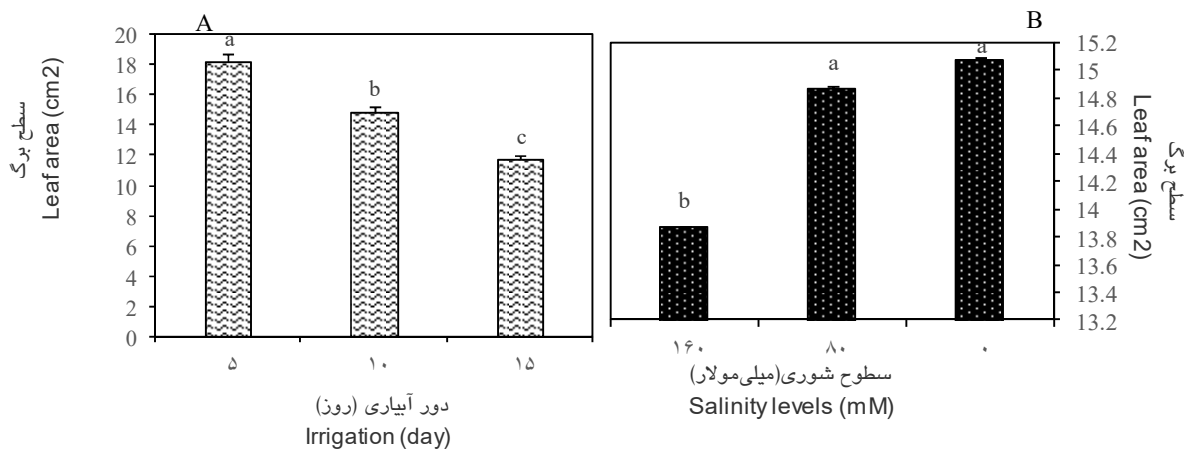 A
سطح برگ
Leaf area (cm2)
20
18
16
14
12
10
8
6
4
2
0
a
b
c
۵
۱۰
۱۵
دور آبیاری (روز)
Irrigation (day)
B
15.2
15
14.8
14.6
14.4
14.2
14
13.8
13.6
13.4
13.2
سطح برگ
Leaf area (cm2)
b
a
a
۱۶۰
۸۰
۰
سطوح شوری(میلی‌مولار)
Salinity levels (mM)